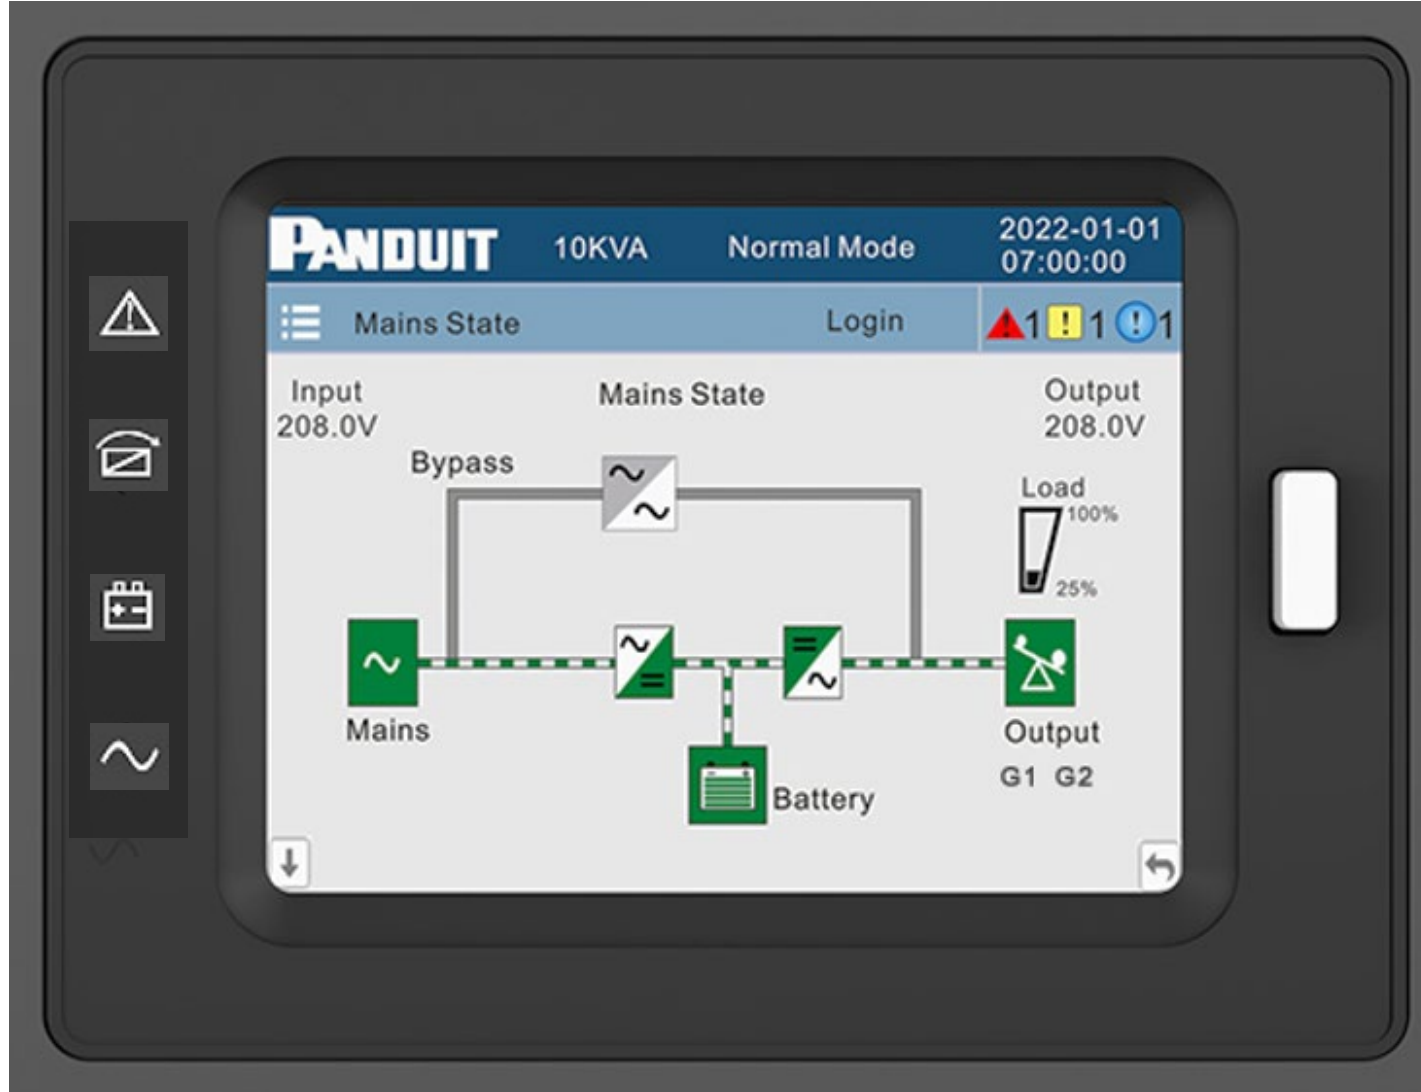 PANDUIT 10KVA Normal Mode 2022-01-01
07:00:00
Mains State Login 1 1 1
Input Mains State Output
208.0V 208.0V
Bypass
Load
100%
25%
Mains Output
G1 G2
Battery